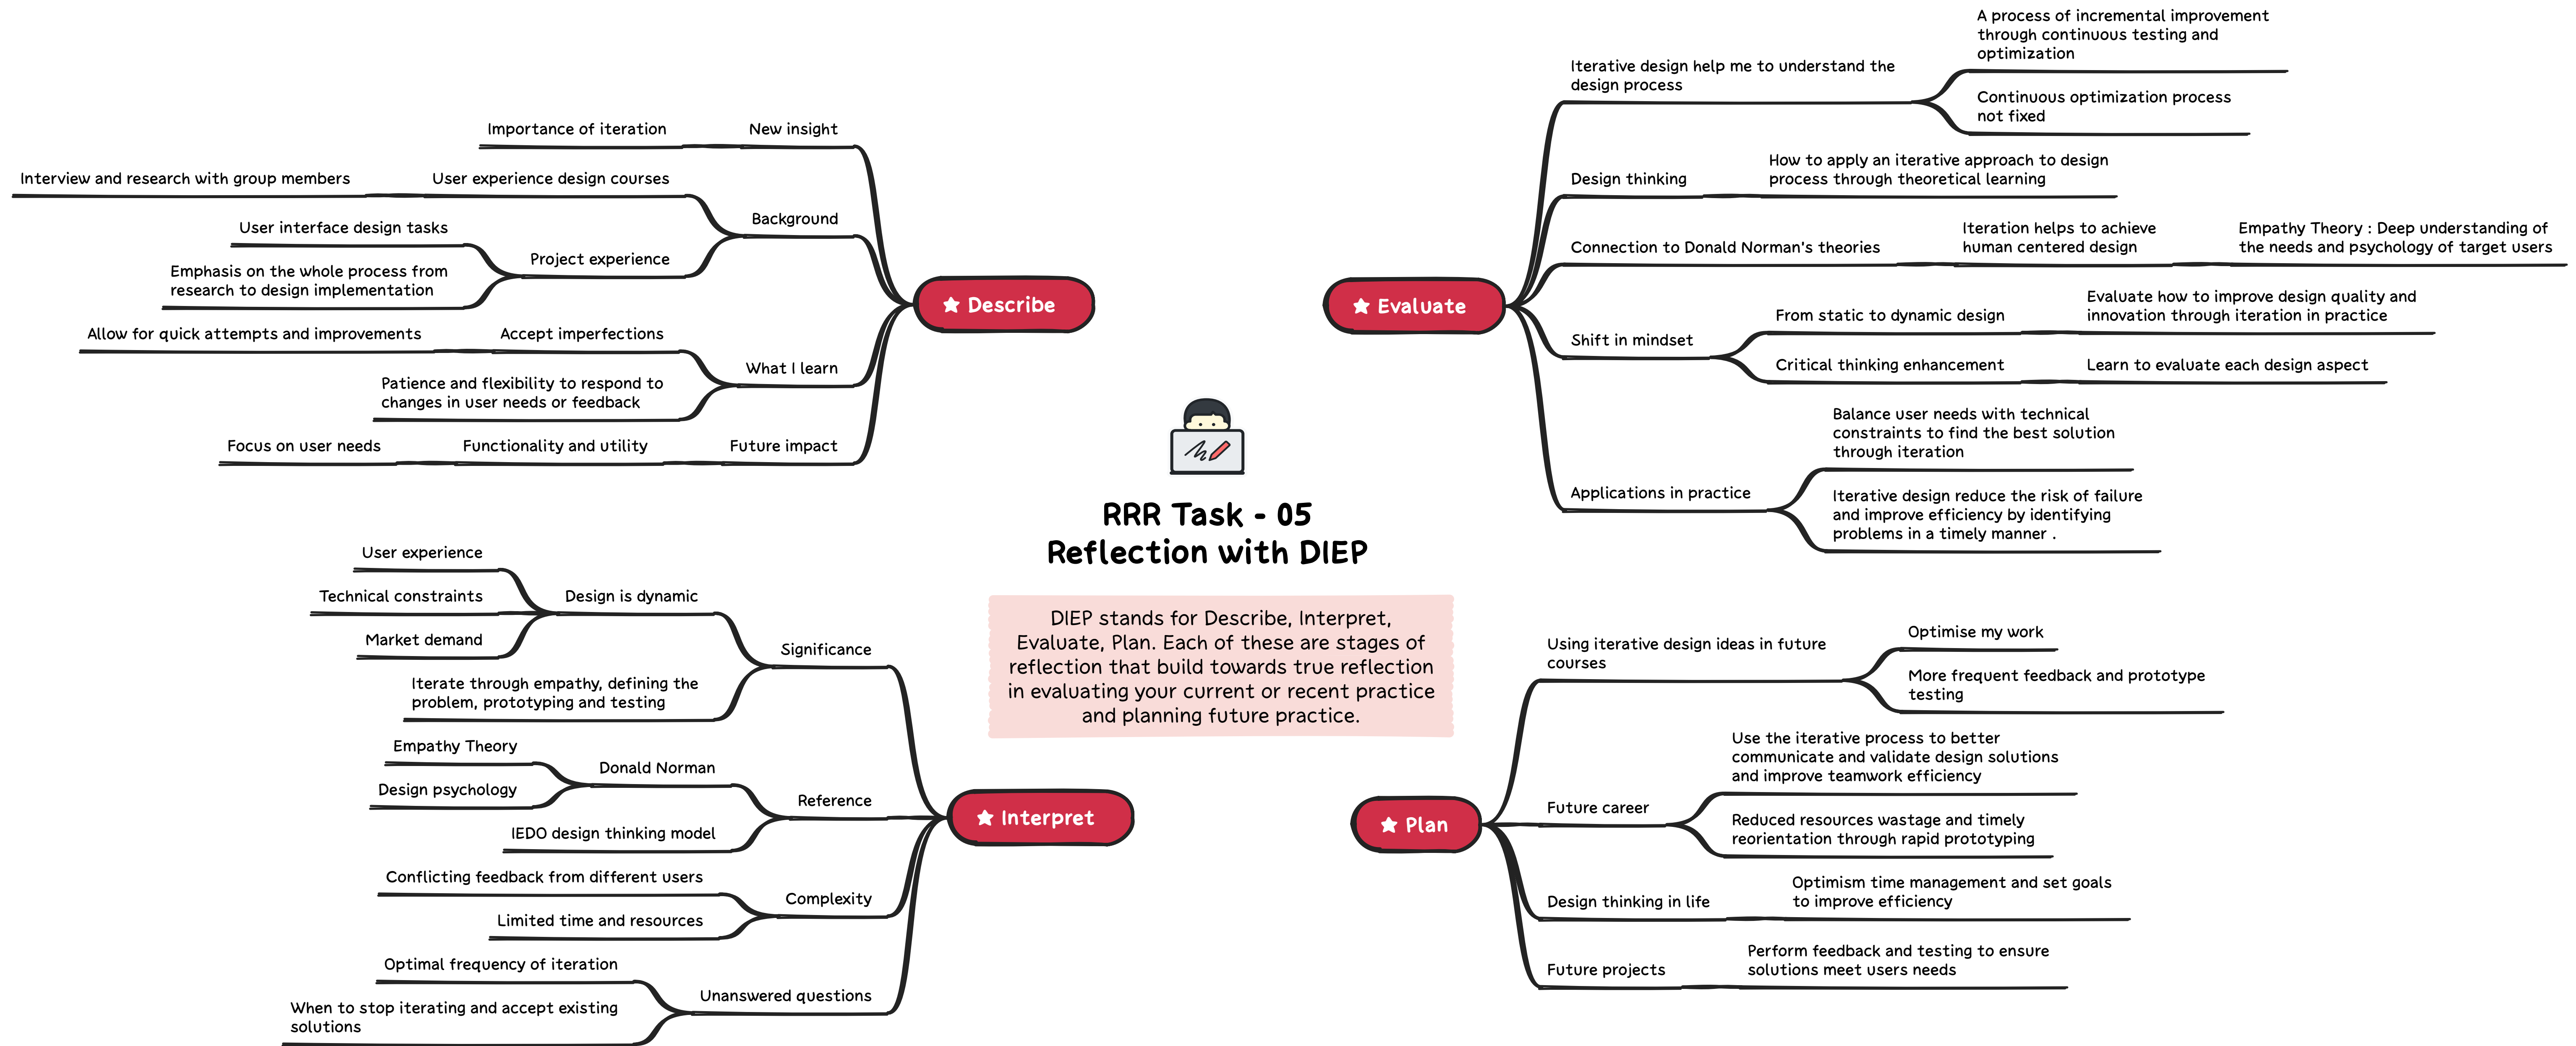 RRR Task - 05
Reflection with DIEP
DIEP stands for Describe, Interpret,
Evaluate, Plan. Each of these are stages of
reflection that build towards true reflection
in evaluating your current or recent practice
and planning future practice.
Describe
New insight
Importance of iteration
Background
User experience design courses
Interview and research with group members
Project experience
User interface design tasks
Emphasis on the whole process from
research to design implementation
What I learn
Accept imperfections
Allow for quick attempts and improvements
Patience and flexibility to respond to
changes in user needs or feedback
Future impact
Functionality and utility
Focus on user needs
Interpret
Significance
Design is dynamic
User experience
Technical constraints
Market demand
Iterate through empathy, defining the
problem, prototyping and testing
Reference
Donald Norman
Empathy Theory
Design psychology
IEDO design thinking model
Complexity
Conflicting feedback from different users
Limited time and resources
Unanswered questions
Optimal frequency of iteration
When to stop iterating and accept existing
solutions
Evaluate
Iterative design help me to understand the
design process
A process of incremental improvement
through continuous testing and
optimization
Continuous optimization process
not fixed
Design thinking
How to apply an iterative approach to design
process through theoretical learning
Connection to Donald Norman's theories
Iteration helps to achieve
human centered design
Empathy Theory : Deep understanding of
the needs and psychology of target users
Shift in mindset
From static to dynamic design
Evaluate how to improve design quality and
innovation through iteration in practice
Critical thinking enhancement
Learn to evaluate each design aspect
Applications in practice
Balance user needs with technical
constraints to find the best solution
through iteration
Iterative design reduce the risk of failure
and improve efficiency by identifying
problems in a timely manner .
Plan
Using iterative design ideas in future
courses
Optimise my work
More frequent feedback and prototype
testing
Future career
Use the iterative process to better
communicate and validate design solutions
and improve teamwork efficiency
Reduced resources wastage and timely
reorientation through rapid prototyping
Design thinking in life
Optimism time management and set goals
to improve efficiency
Future projects
Perform feedback and testing to ensure
solutions meet users needs